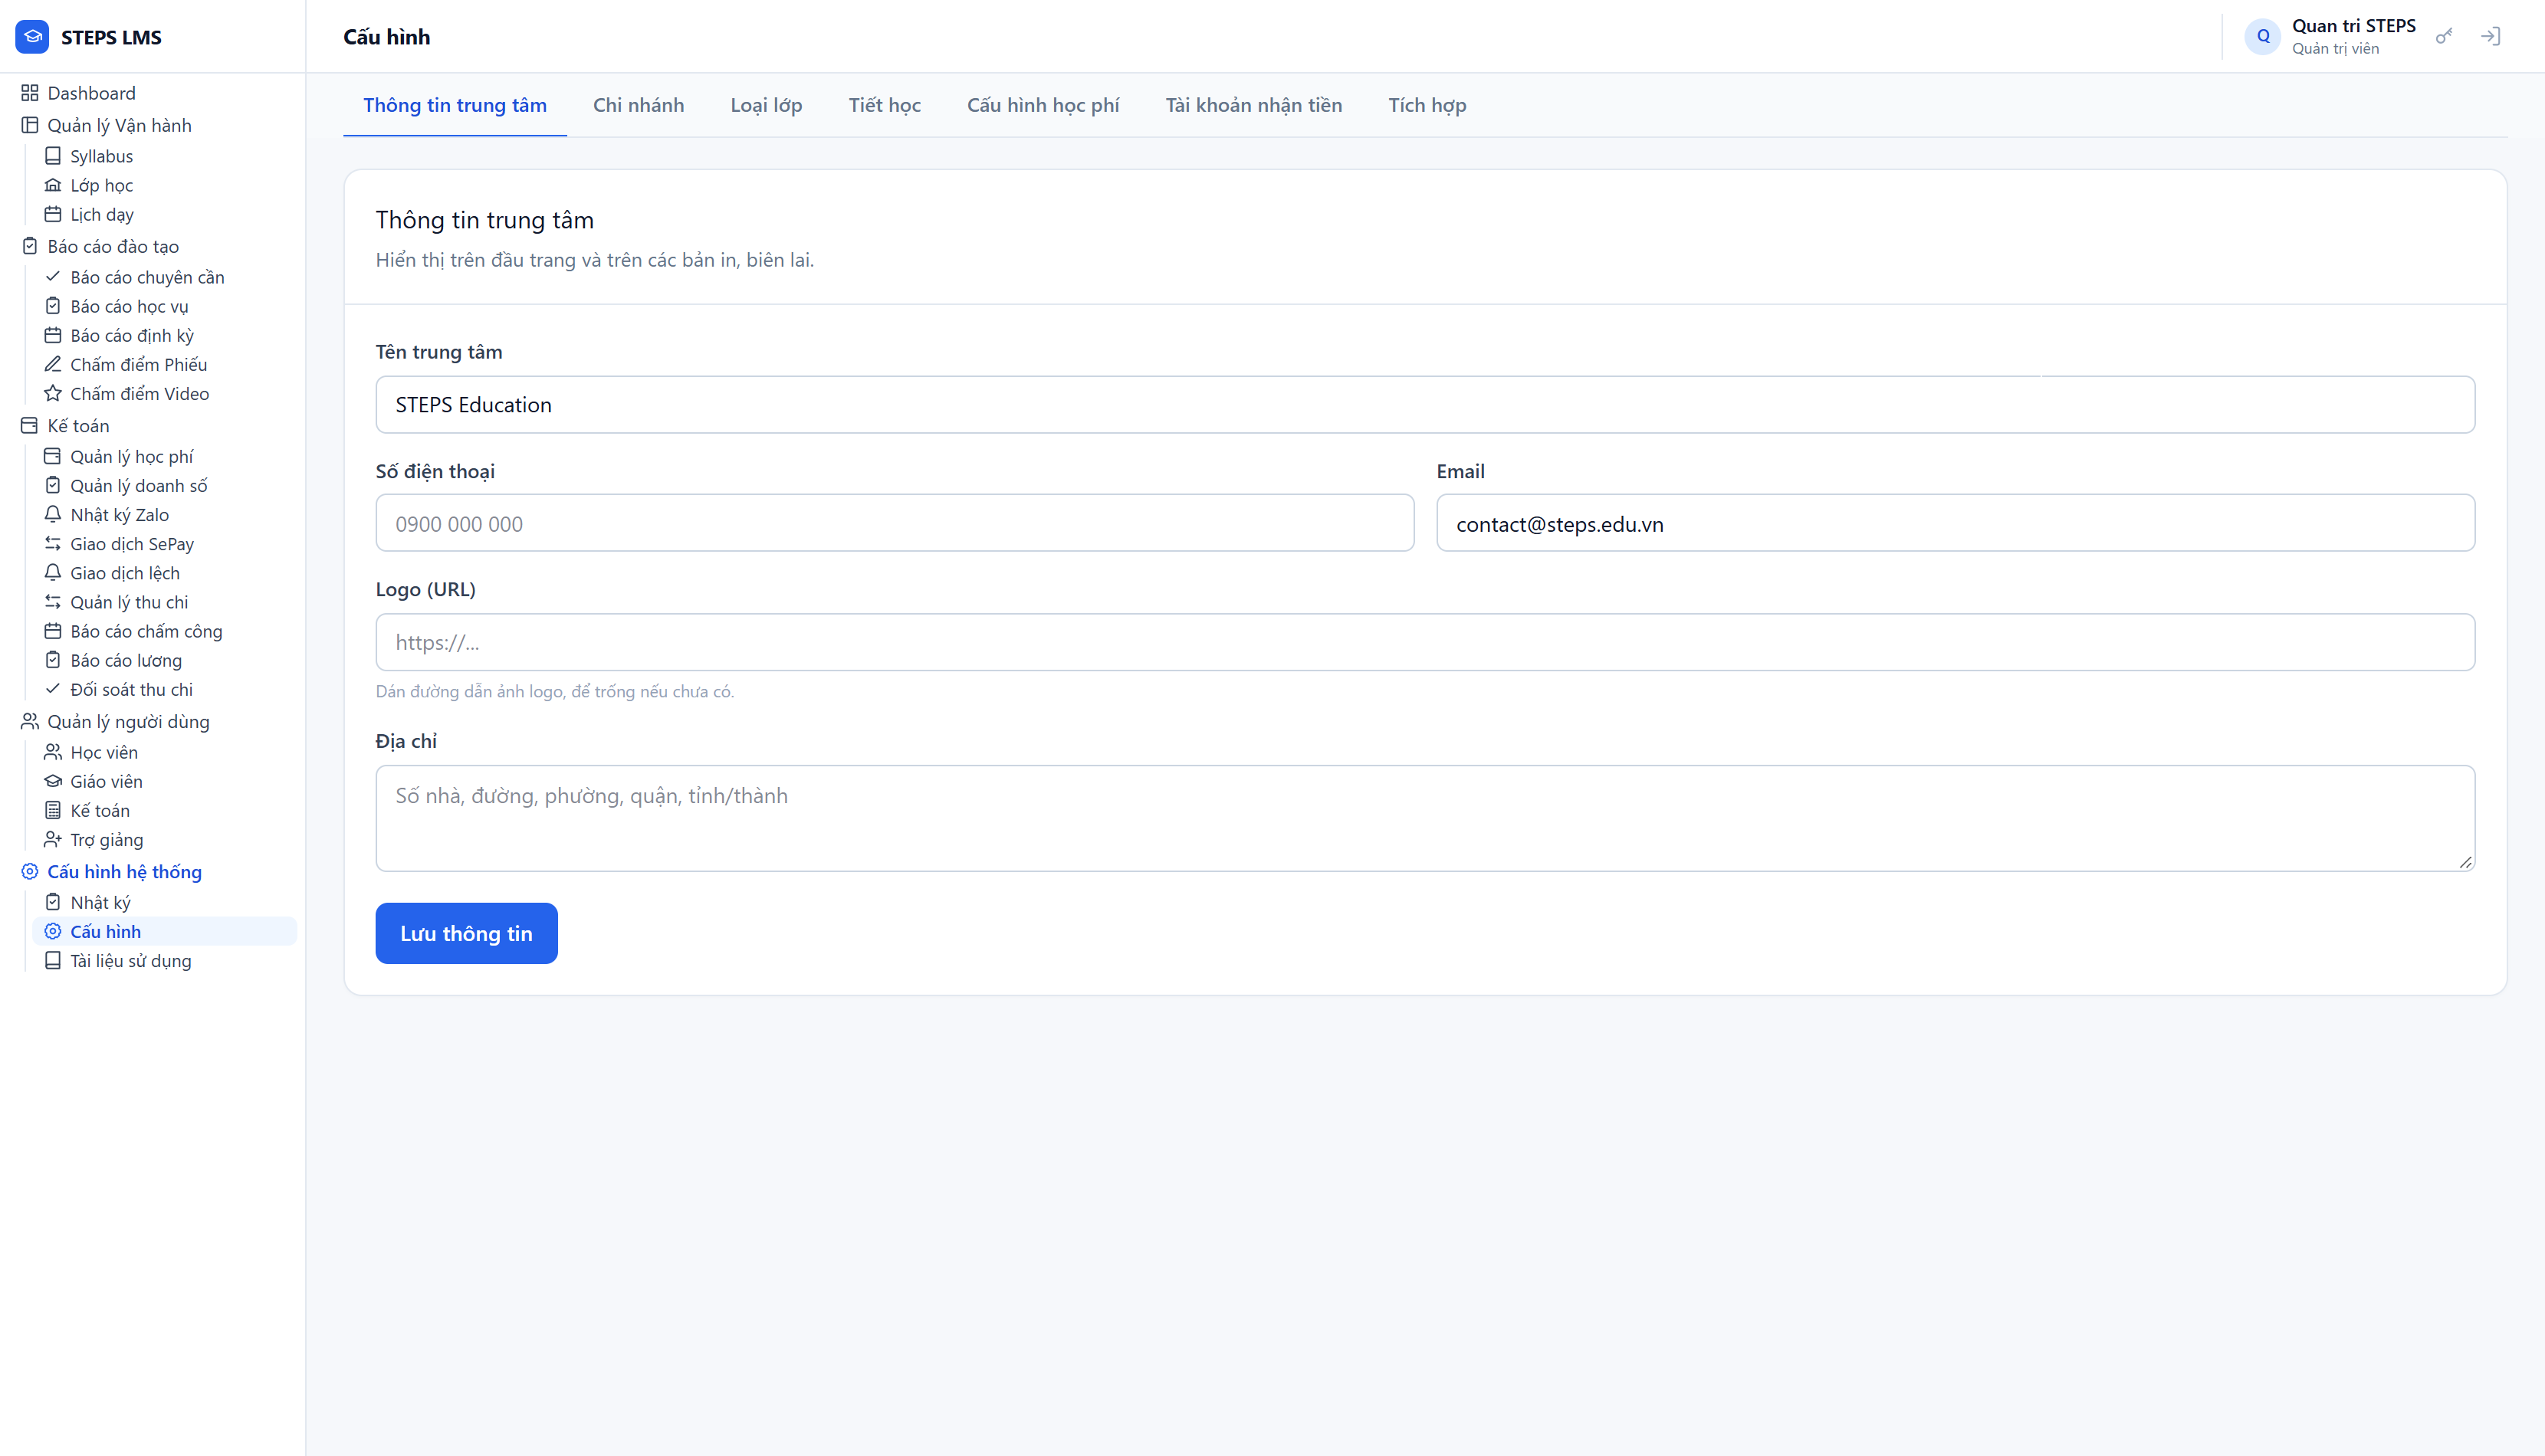 STEPS LMS
Cấu hình
Q
Quan tri STEPS
Quản trị viên
Dashboard
Quản lý Vận hành
Syllabus
Lớp học
Lịch dạy
Báo cáo đào tạo
Báo cáo chuyên cần
Báo cáo học vụ
Báo cáo định kỳ
Chấm điểm Phiếu
Chấm điểm Video
Kế toán
Quản lý học phí
Quản lý doanh số
Nhật ký Zalo
Giao dịch SePay
Giao dịch lệch
Quản lý thu chi
Báo cáo chấm công
Báo cáo lương
Đối soát thu chi
Quản lý người dùng
Học viên
Giáo viên
Kế toán
Trợ giảng
Cấu hình hệ thống
Nhật ký
Cấu hình
Tài liệu sử dụng
Thông tin trung tâm Chi nhánh Loại lớp Tiết học Cấu hình học phí Tài khoản nhận tiền Tích hợp
Thông tin trung tâm
Hiển thị trên đầu trang và trên các bản in, biên lai.
Tên trung tâm
STEPS Education
Số điện thoại
0900 000 000
Email
contact@steps.edu.vn
Logo (URL)
https://...
Dán đường dẫn ảnh logo, để trống nếu chưa có.
Địa chỉ
Số nhà, đường, phường, quận, tỉnh/thành
Lưu thông tin